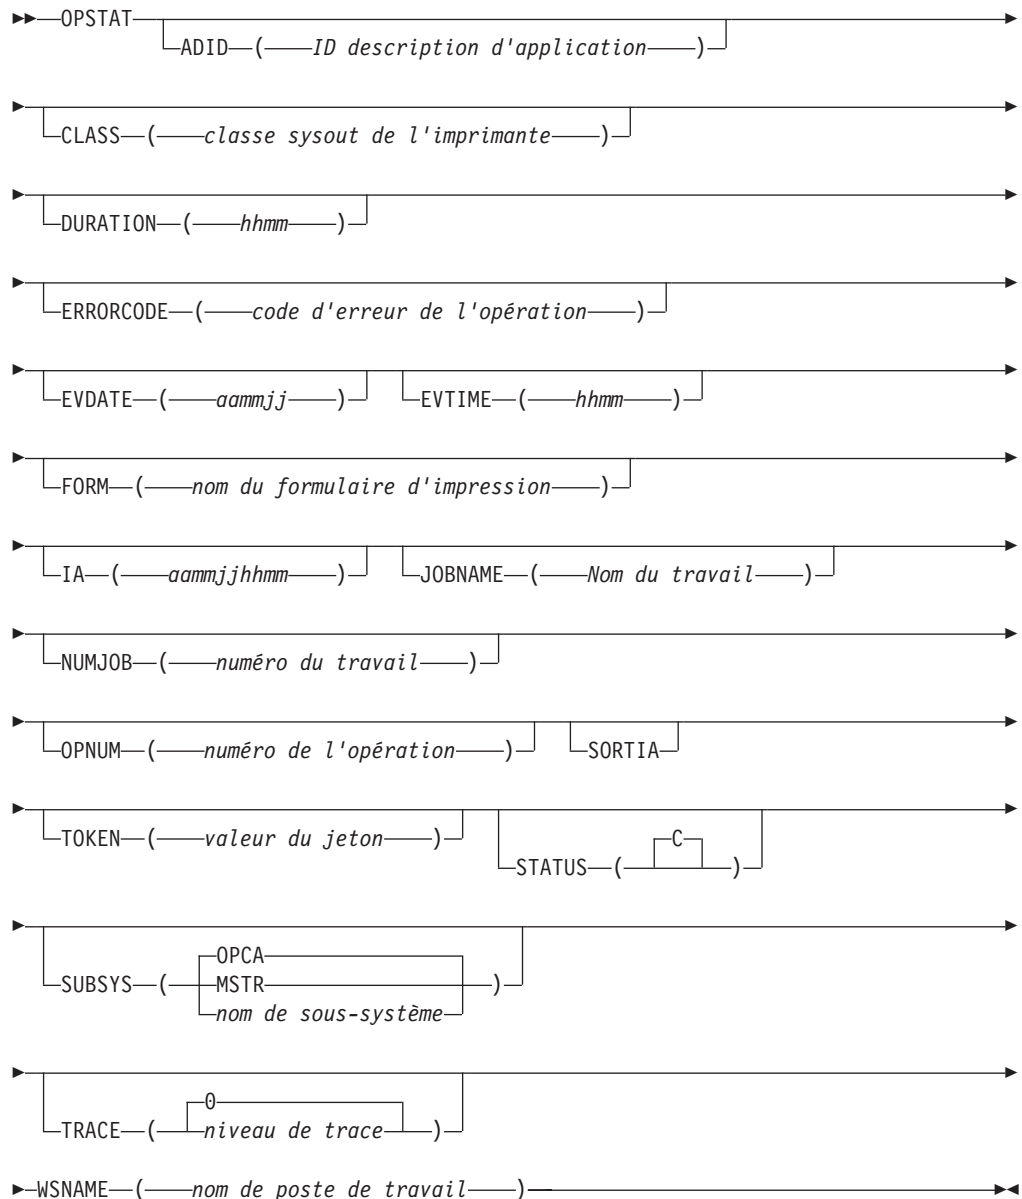 OPSTAT
ADID ( ID description d'application )
CLASS ( classe sysout de l'imprimante )
DURATION ( hhmm )
ERRORCODE ( code d'erreur de l'opération )
EVDATE ( aammjj ) EVTIME ( hhmm )
FORM ( nom du formulaire d'impression )
IA ( aammjjhhmm ) JOBNAME ( Nom du travail )
NUMJOB ( numéro du travail )
OPNUM ( numéro de l'opération ) SORTIA
TOKEN ( valeur du jeton )
C
STATUS ( )
OPCA
SUBSYS ( MSTR )
nom de sous-système
0
TRACE ( niveau de trace )
WSNAME ( nom de poste de travail )